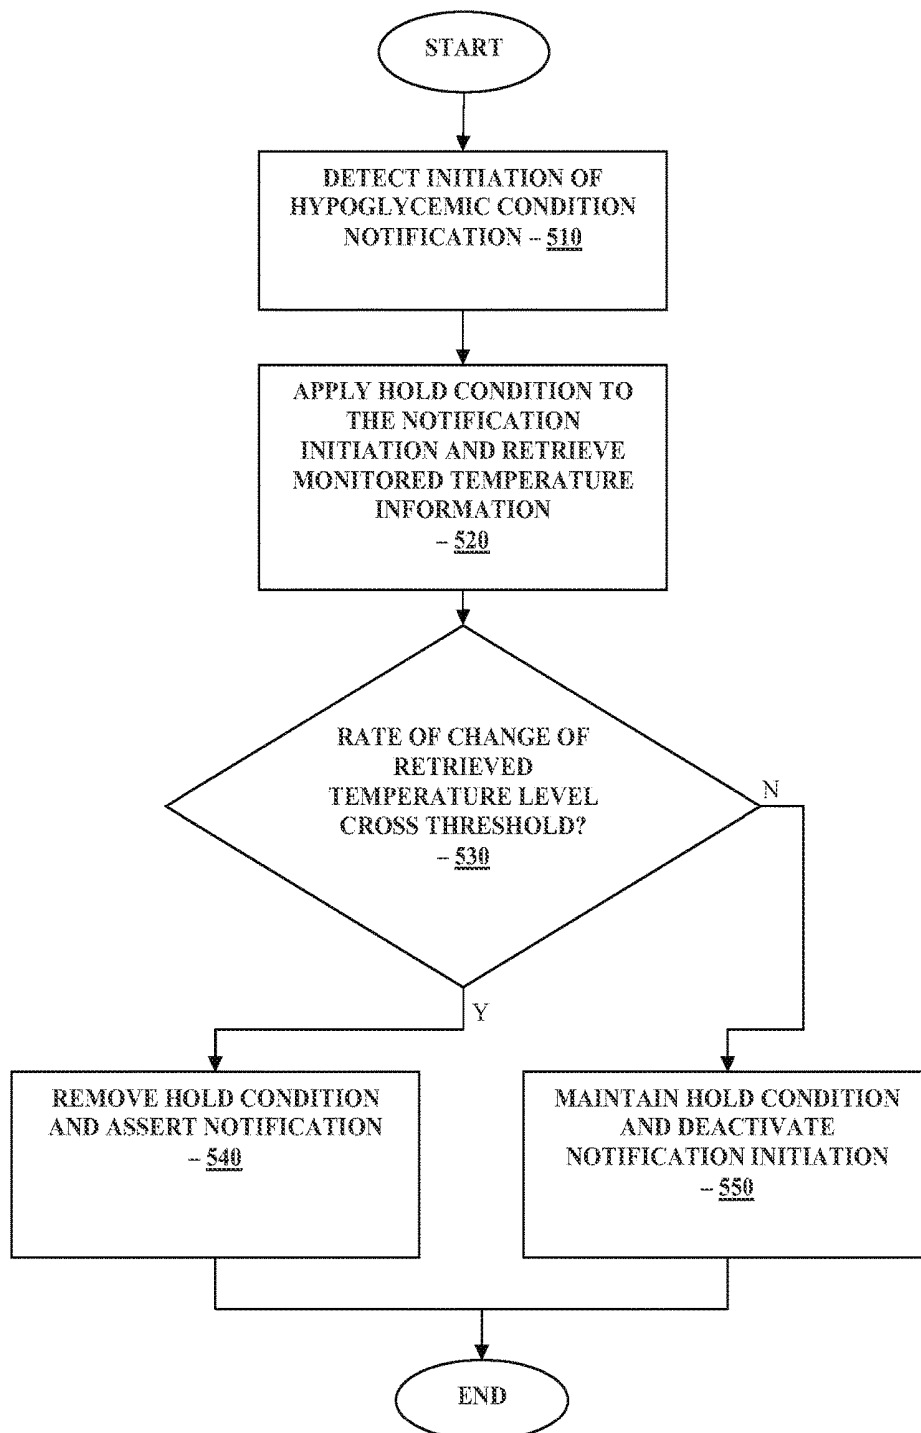 START
DETECT INITIATION OF
HYPOGLYCEMIC CONDITION
NOTIFICATION – 510
APPLY HOLD CONDITION TO
THE NOTIFICATION
INITIATION AND RETRIEVE
MONITORED TEMPERATURE
INFORMATION
– 520
RATE OF CHANGE OF
RETRIEVED
TEMPERATURE LEVEL
CROSS THRESHOLD?
– 530
N
Y
REMOVE HOLD CONDITION
AND ASSERT NOTIFICATION
– 540
MAINTAIN HOLD CONDITION
AND DEACTIVATE
NOTIFICATION INITIATION
– 550
END